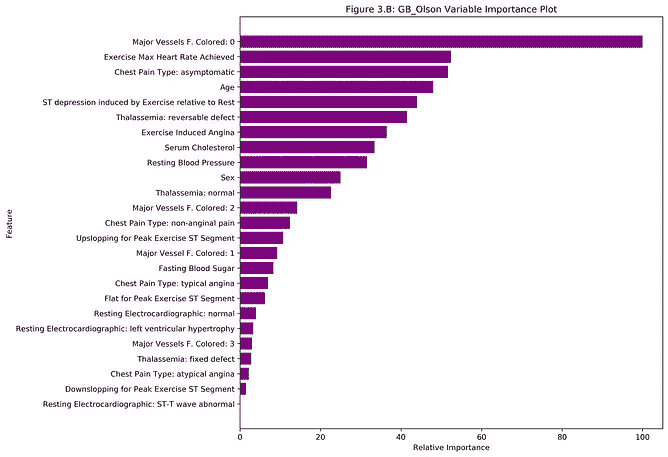 Figure 3.B: GB_Olson Variable Importance Plot
Major Vessels F. Colored: 0
Exercise Max Heart Rate Achieved
Chest Pain Type: asymptomatic
Age
ST depression induced by Exercise relative to Rest
Thalassemia: reversable defect
Exercise Induced Angina
Serum Cholesterol
Resting Blood Pressure
Sex
Thalassemia: normal
Major Vessels F. Colored: 2
Chest Pain Type: non-anginal pain
Upslopping for Peak Exercise ST Segment
Major Vessel F. Colored: 1
Fasting Blood Sugar
Chest Pain Type: typical angina
Flat for Peak Exercise ST Segment
Resting Electrocardiographic: normal
Resting Electrocardiographic: left ventricular hypertrophy
Major Vessels F. Colored: 3
Thalassemia: fixed defect
Chest Pain Type: atypical angina
Downslopping for Peak Exercise ST Segment
Resting Electrocardiographic: ST-T wave abnormal
Feature
0 20 40 60 80 100
Relative Importance